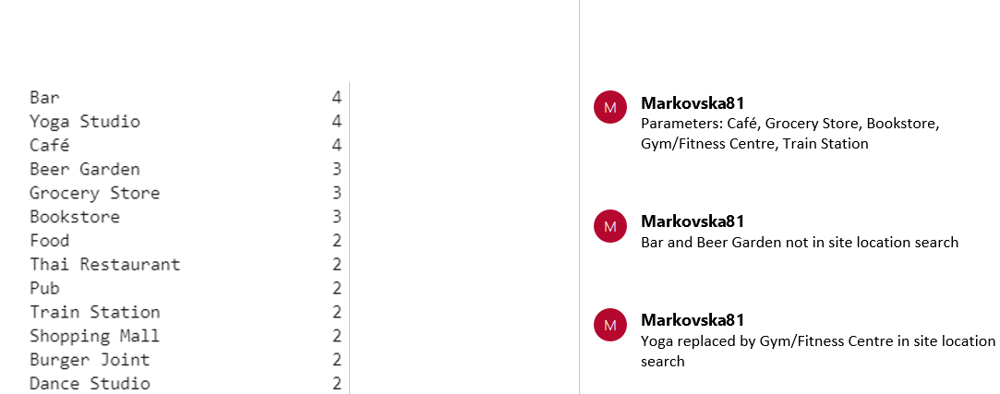 Bar 4
Yoga Studio 4
Café 4
Beer Garden 3
Grocery Store 3
Bookstore 3
Food 2
Thai Restaurant 2
Pub 2
Train Station 2
Shopping Mall 2
Burger Joint 2
Dance Studio 2
M
Markovska81
Parameters: Café, Grocery Store, Bookstore,
Gym/Fitness Centre, Train Station
M
Markovska81
Bar and Beer Garden not in site location search
M
Markovska81
Yoga replaced by Gym/Fitness Centre in site location
search